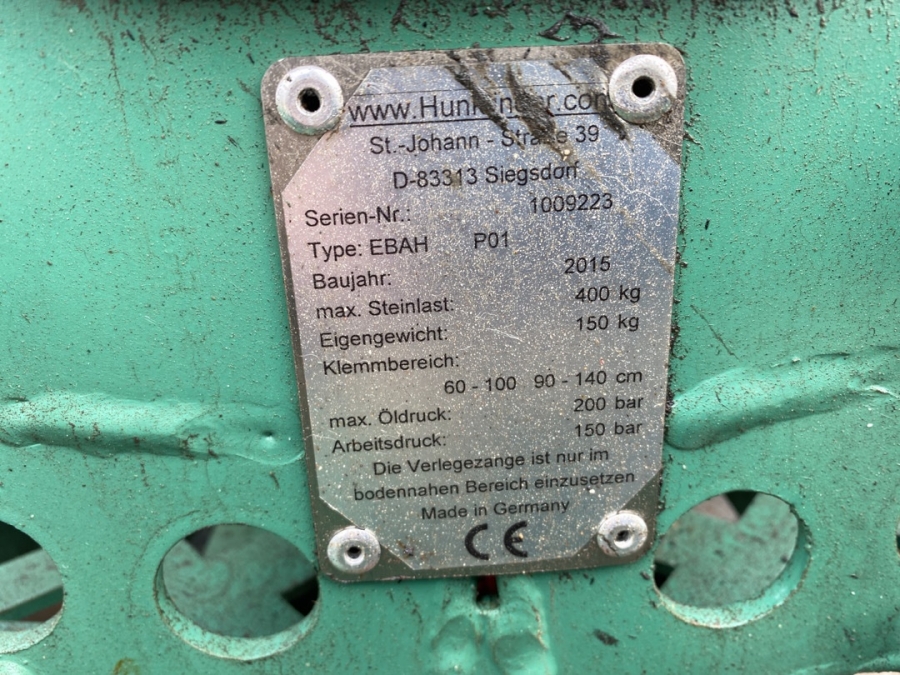 St.-Johann - Straße 39
D-83313 Siegsdorf
Serien-Nr.: 1009223
Type: EBAH P01
Baujahr: 2015
max. Steinlast: 400 kg
Eigengewicht: 150 kg
Klemmbereich:
60 - 100 90 - 140 cm
max. Öldruck: 200 bar
Arbeitsdruck: 150 bar
Die Verlegezange ist nur im
bodennahen Bereich einzusetzen
Made in Germany
CE